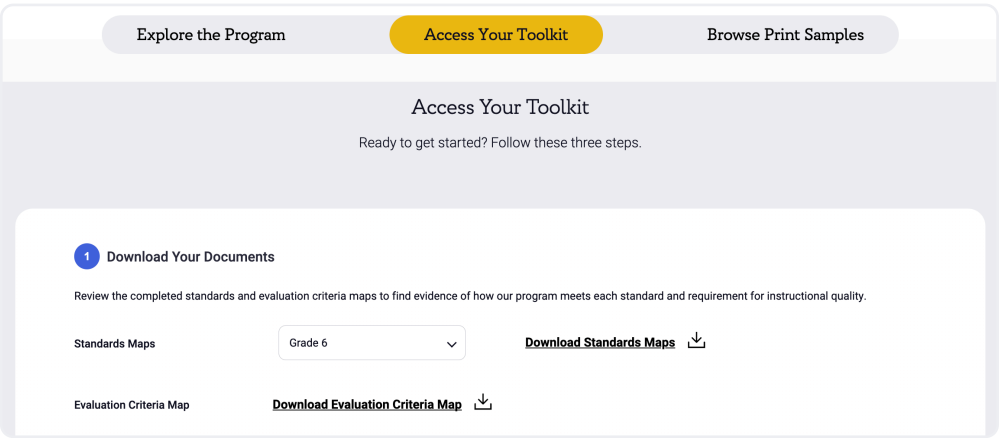 Explore the Program
Access Your Toolkit
Browse Print Samples
Access Your Toolkit
Ready to get started? Follow these three steps.
1 Download Your Documents
Review the completed standards and evaluation criteria maps to find evidence of how our program meets each standard and requirement for instructional quality.
Standards Maps
Grade 6
Download Standards Maps
Evaluation Criteria Map
Download Evaluation Criteria Map